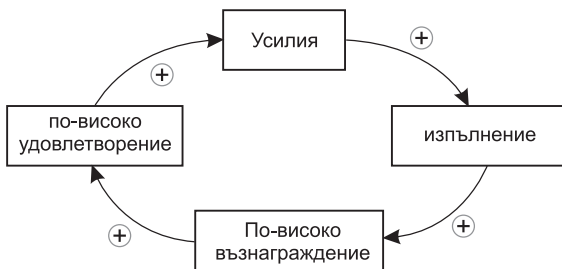 Усилия
+
+
по-високо
удовлетворение
изпълнение
+
+
По-високо
възнаграждение